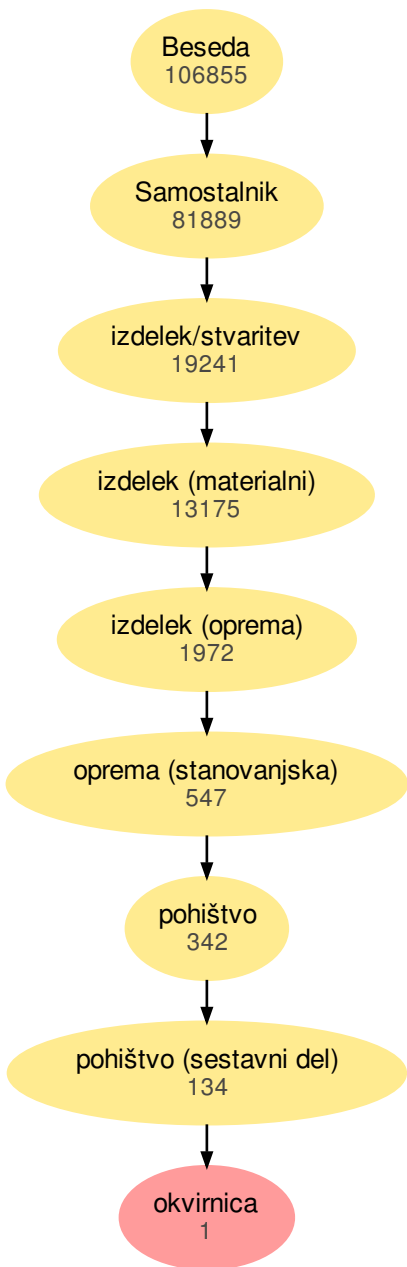 Beseda
106855
Samostalnik
81889
izdelek/stvaritev
19241
izdelek (materialni)
13175
izdelek (oprema)
1972
oprema (stanovanjska)
547
pohištvo
342
pohištvo (sestavni del)
134
okvirnica
1